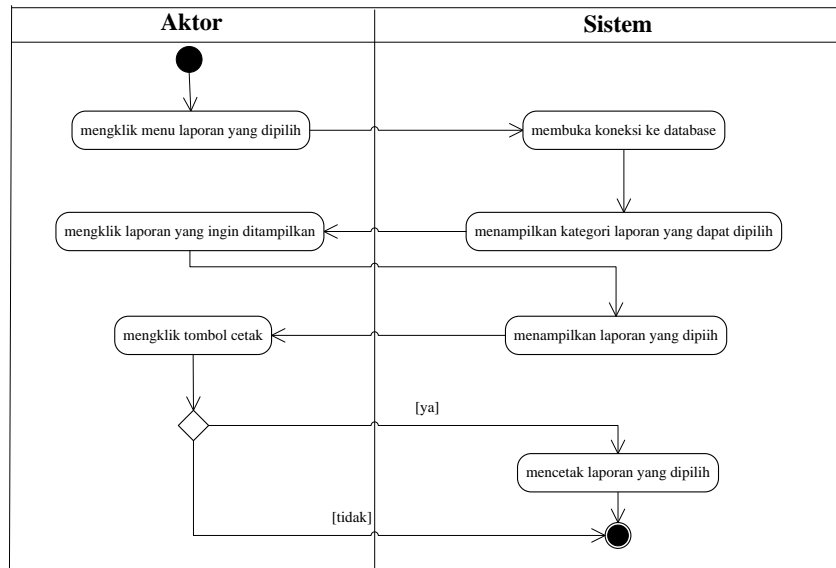 Aktor
Sistem
mengklik menu laporan yang dipilih
membuka koneksi ke database
mengklik laporan yang ingin ditampilkan
menampilkan kategori laporan yang dapat dipilih
mengklik tombol cetak
menampilkan laporan yang dipiih
[ya]
mencetak laporan yang dipilih
[tidak]